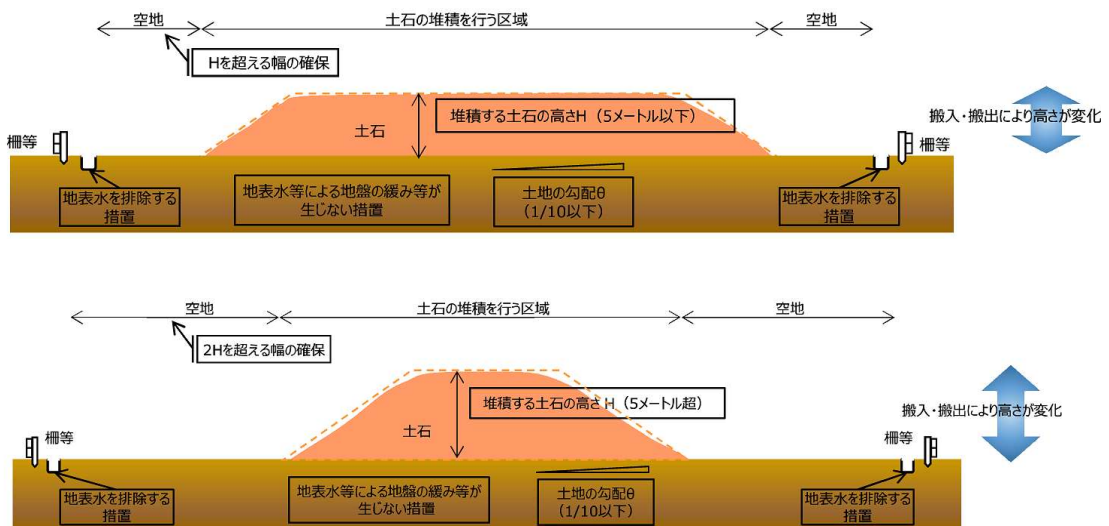 空地
土石の堆積を行う区域
空地
Hを超える幅の確保
堆積する土石の高さH(5メートル以下)
搬入・搬出により高さが変化
土石
柵等
柵等
地表水を排除する
措置
地表水等による地盤の緩み等が
生じない措置
土地の勾配θ
(1/10以下)
地表水を排除する
措置
空地
土石の堆積を行う区域
空地
2Hを超える幅の確保
堆積する土石の高さH(5メートル超)
搬入・搬出により高さが変化
土石
柵等
柵等
地表水を排除する
措置
地表水等による地盤の緩み等が
生じない措置
土地の勾配θ
(1/10以下)
地表水を排除する
措置